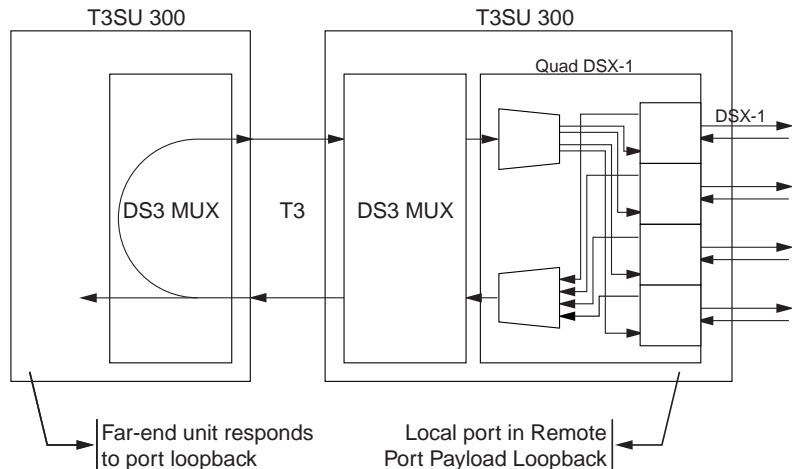 T3SU 300
T3SU 300
Quad DSX-1
DSX-1
DS3 MUX
T3
DS3 MUX
Far-end unit responds
to port loopback
Local port in Remote
Port Payload Loopback